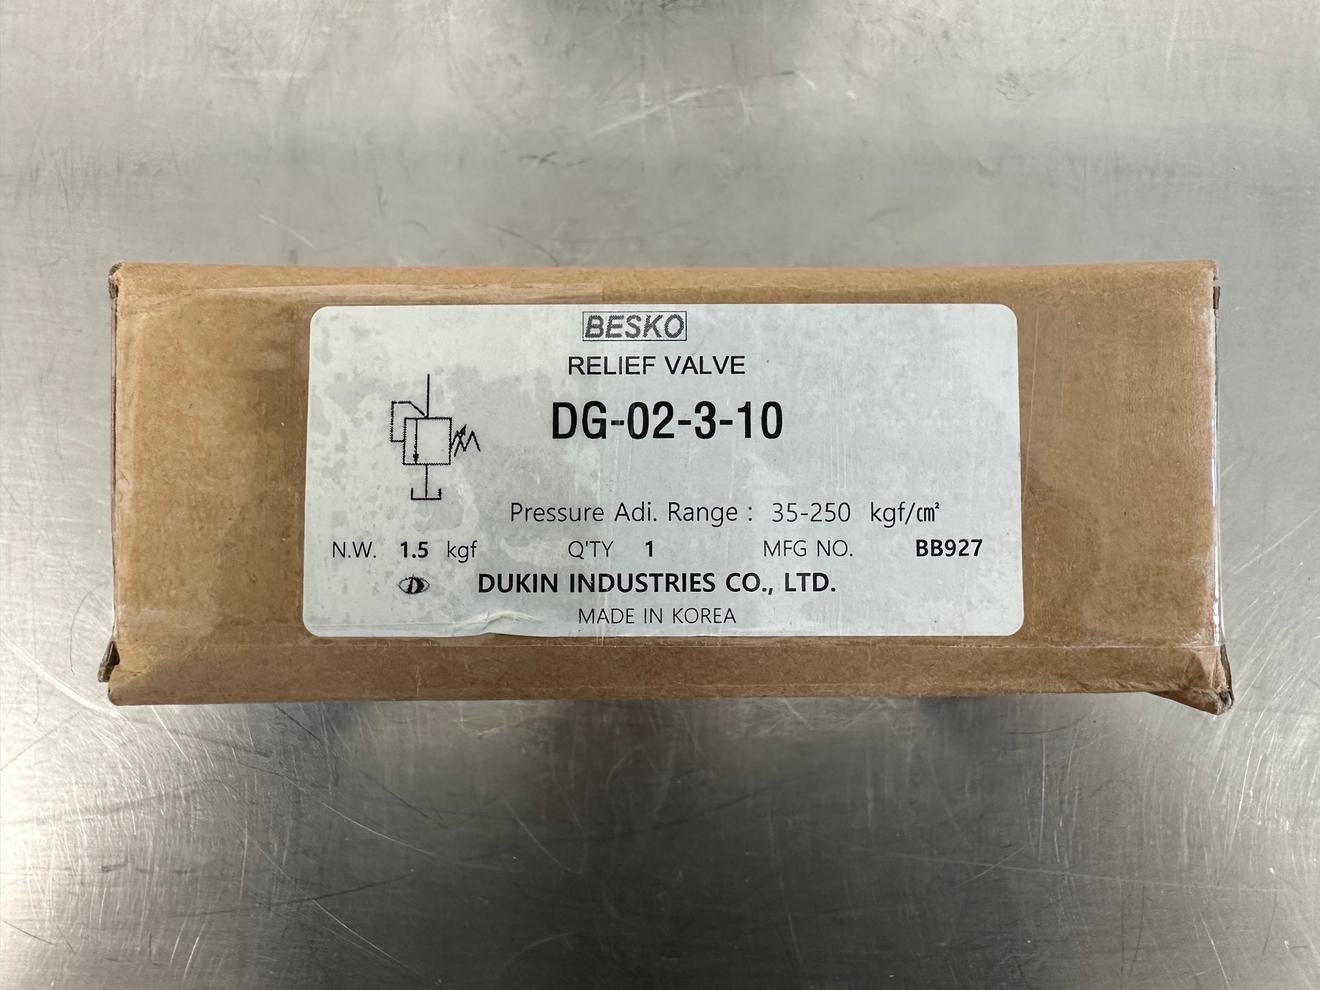 BESKO
RELIEF VALVE
DG-02-3-10
Pressure Adi. Range : 35-250 kgf/㎠
N.W. 1.5 kgf Q'TY 1 MFG NO. BB927
DUKIN INDUSTRIES CO., LTD.
MADE IN KOREA